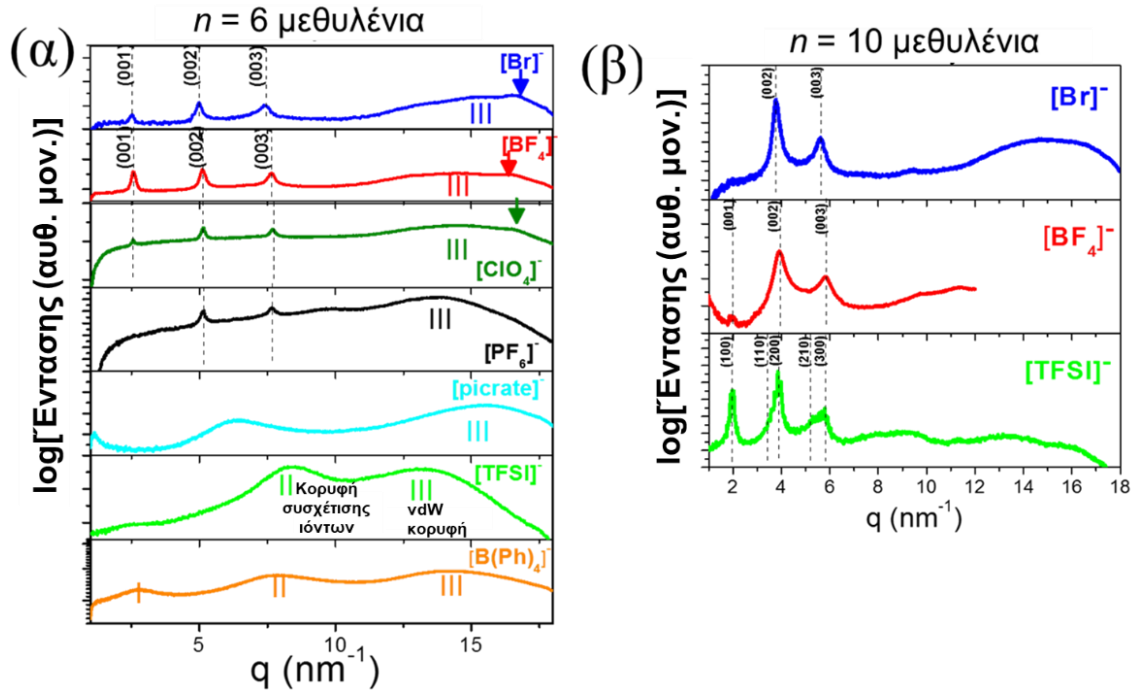 (α)
n = 6 μεθυλένια
log[Έντασης (αυθ. μον.)]
(001)
(002)
(003)
[Br]⁻
III
(001)
(002)
(003)
[BF₄]⁻
III
[ClO₄]⁻
III
[PF₆]⁻
III
[picrate]⁻
III
[TFSI]⁻
II Κορυφή
συσχέτισης
ιόντων
III
vdW
κορυφή
[B(Ph)₄]⁻
I
II
III
5
10
15
q (nm⁻¹)
(β)
n = 10 μεθυλένια
log[Έντασης (αυθ. μον.)]
(002)
(003)
[Br]⁻
(001)
(002)
(003)
[BF₄]⁻
(100)
(110)
(200)
(210)
(300)
[TFSI]⁻
2
4
6
8
10
12
14
16
18
q (nm⁻¹)